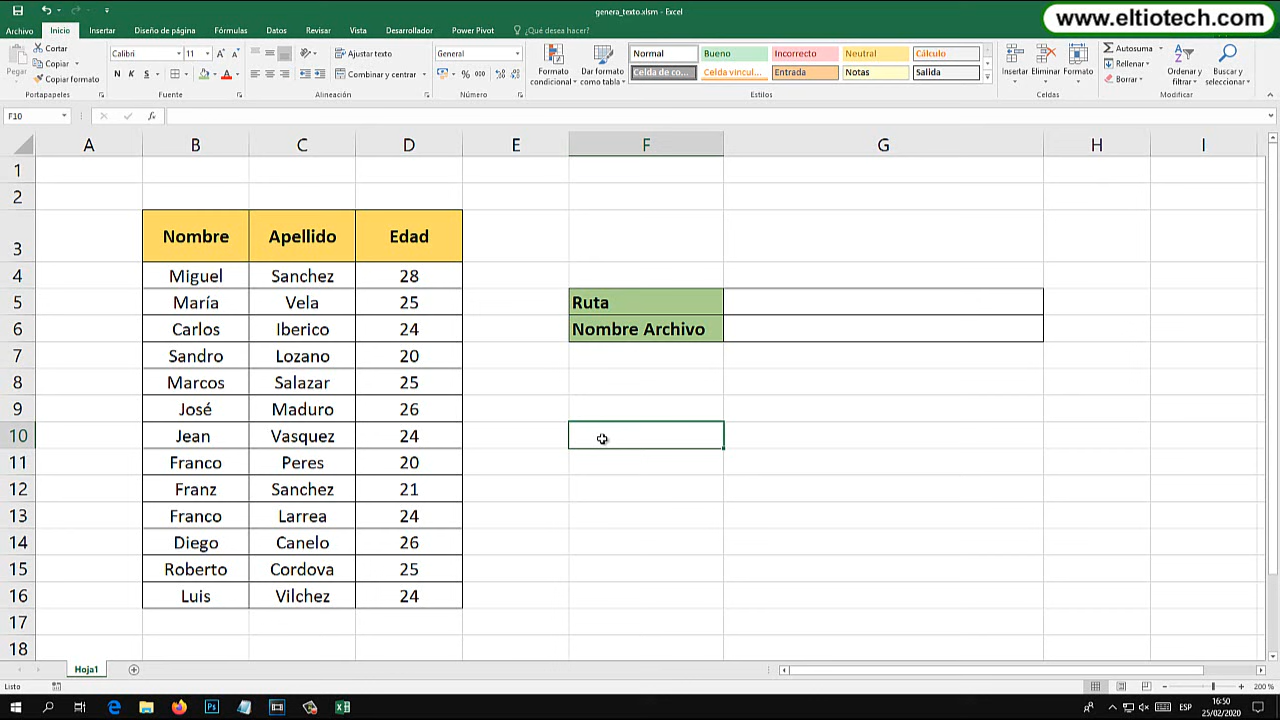 genera_texto.xlsm - Excel
www.eltiotech.com
Archivo Inicio Insertar Diseño de página Fórmulas Datos Revisar Vista Desarrollador Power Pivot ¿Qué desea hacer?
Pegar
Cortar
Copiar
Copiar formato
Portapapeles
Calibri 11
N K S
Fuente
Ajustar texto
Combinar y centrar
Alineación
General
% 000
Número
Formato condicional
Dar formato como tabla
Normal Bueno Incorrecto Neutral Cálculo
Celda de co... Celda vincul... Entrada Notas Salida
Estilos
Insertar Eliminar Formato
Celdas
Autosuma
Rellenar
Borrar
Ordenar y filtrar
Buscar y seleccionar
Modificar
F10 fx
A B C D E F G H I
1
2
3 Nombre Apellido Edad
4 Miguel Sanchez 28
5 María Vela 25 Ruta
6 Carlos Iberico 24 Nombre Archivo
7 Sandro Lozano 20
8 Marcos Salazar 25
9 José Maduro 26
10 Jean Vasquez 24
11 Franco Peres 20
12 Franz Sanchez 21
13 Franco Larrea 24
14 Diego Canelo 26
15 Roberto Cordova 25
16 Luis Vilchez 24
17
18
Hoja1
Listo
200 %
ESP
16:50
25/02/2020